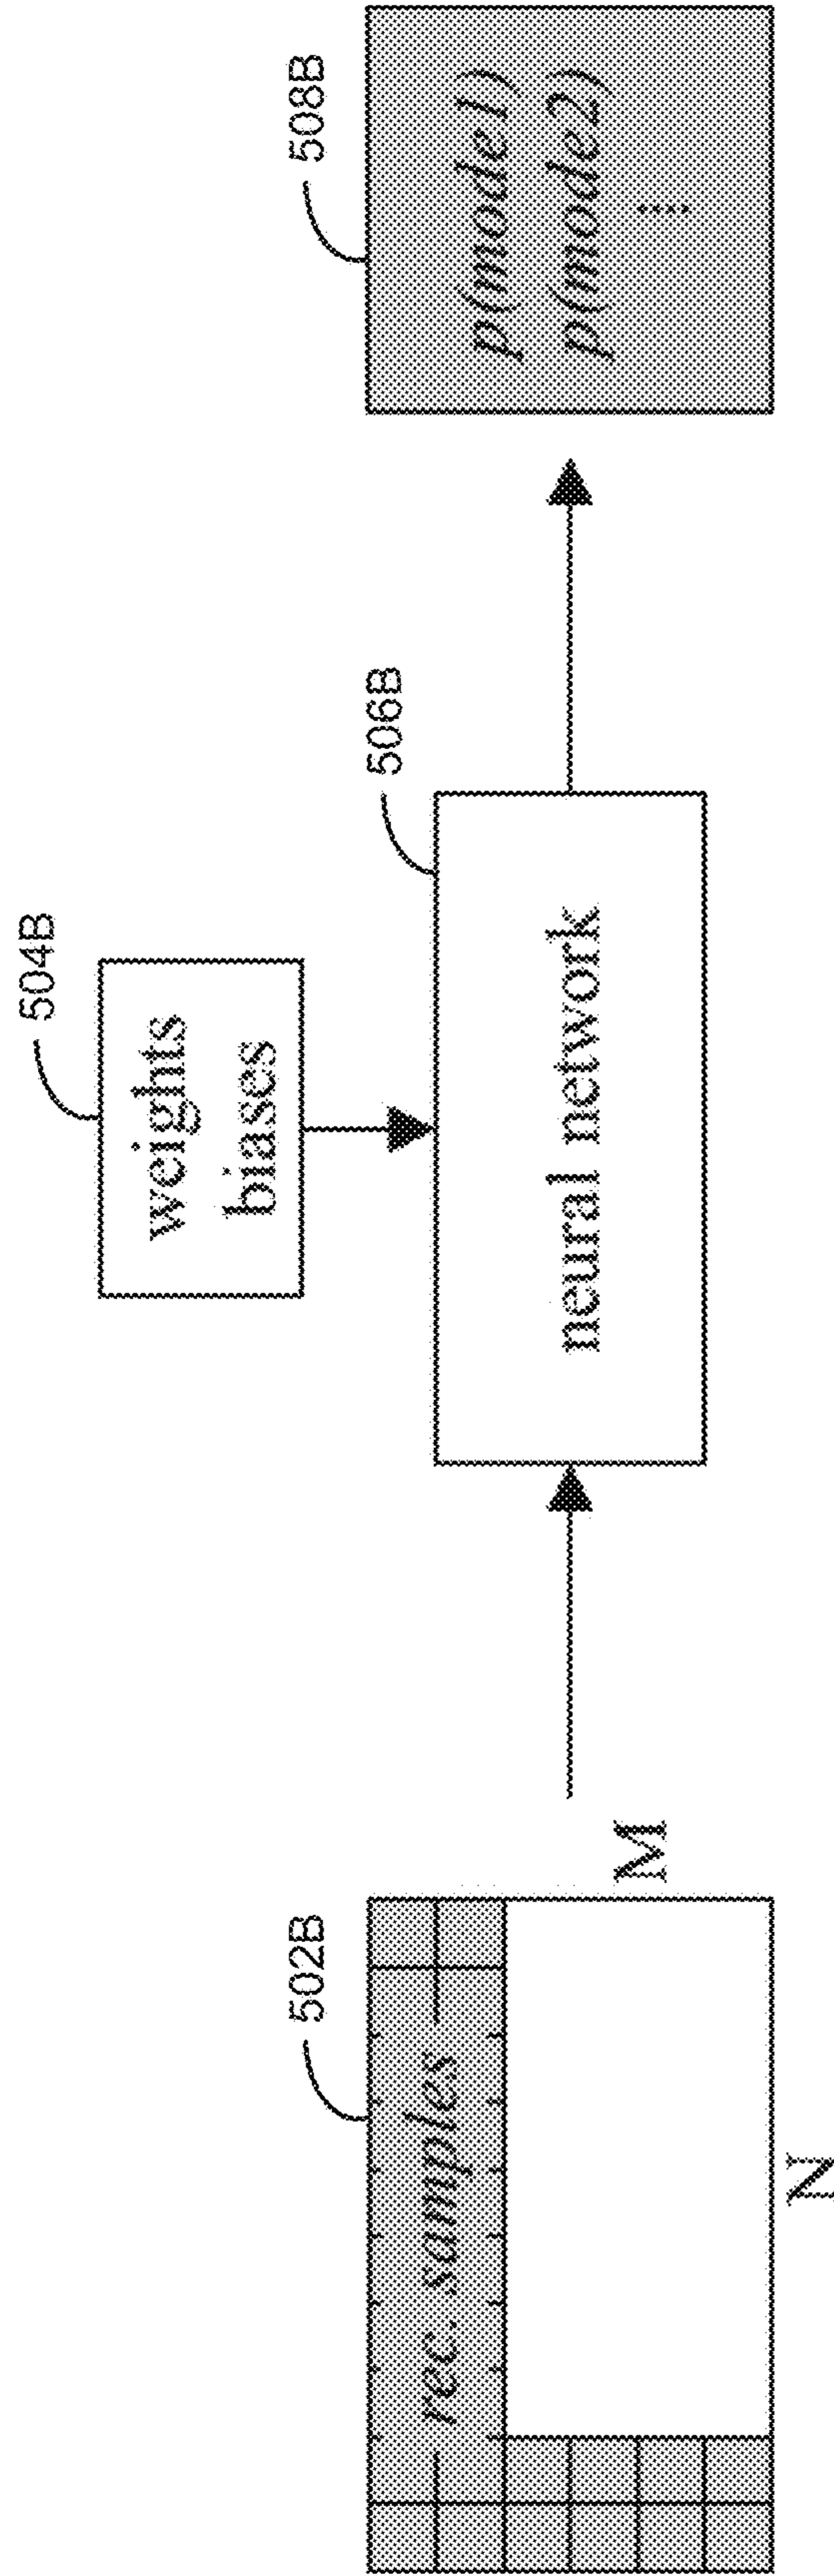 502B
rec. samples
M
N
504B
weights
biases
506B
neural network
508B
p(mode1)
p(mode2)
....